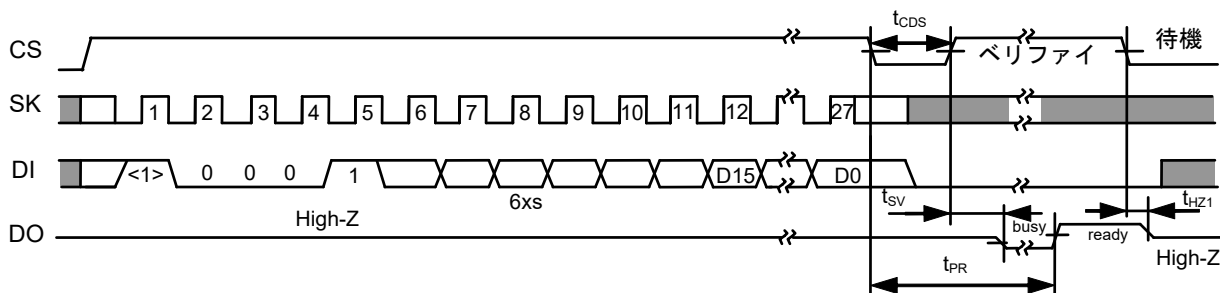 tCDS
CS ベリファイ 待機
SK 1 2 3 4 5 6 7 8 9 10 11 12 27
DI <1> 0 0 0 1 D15 D0
6xs
tSV tHZ1
High-Z busy
DO ready
High-Z
tPR